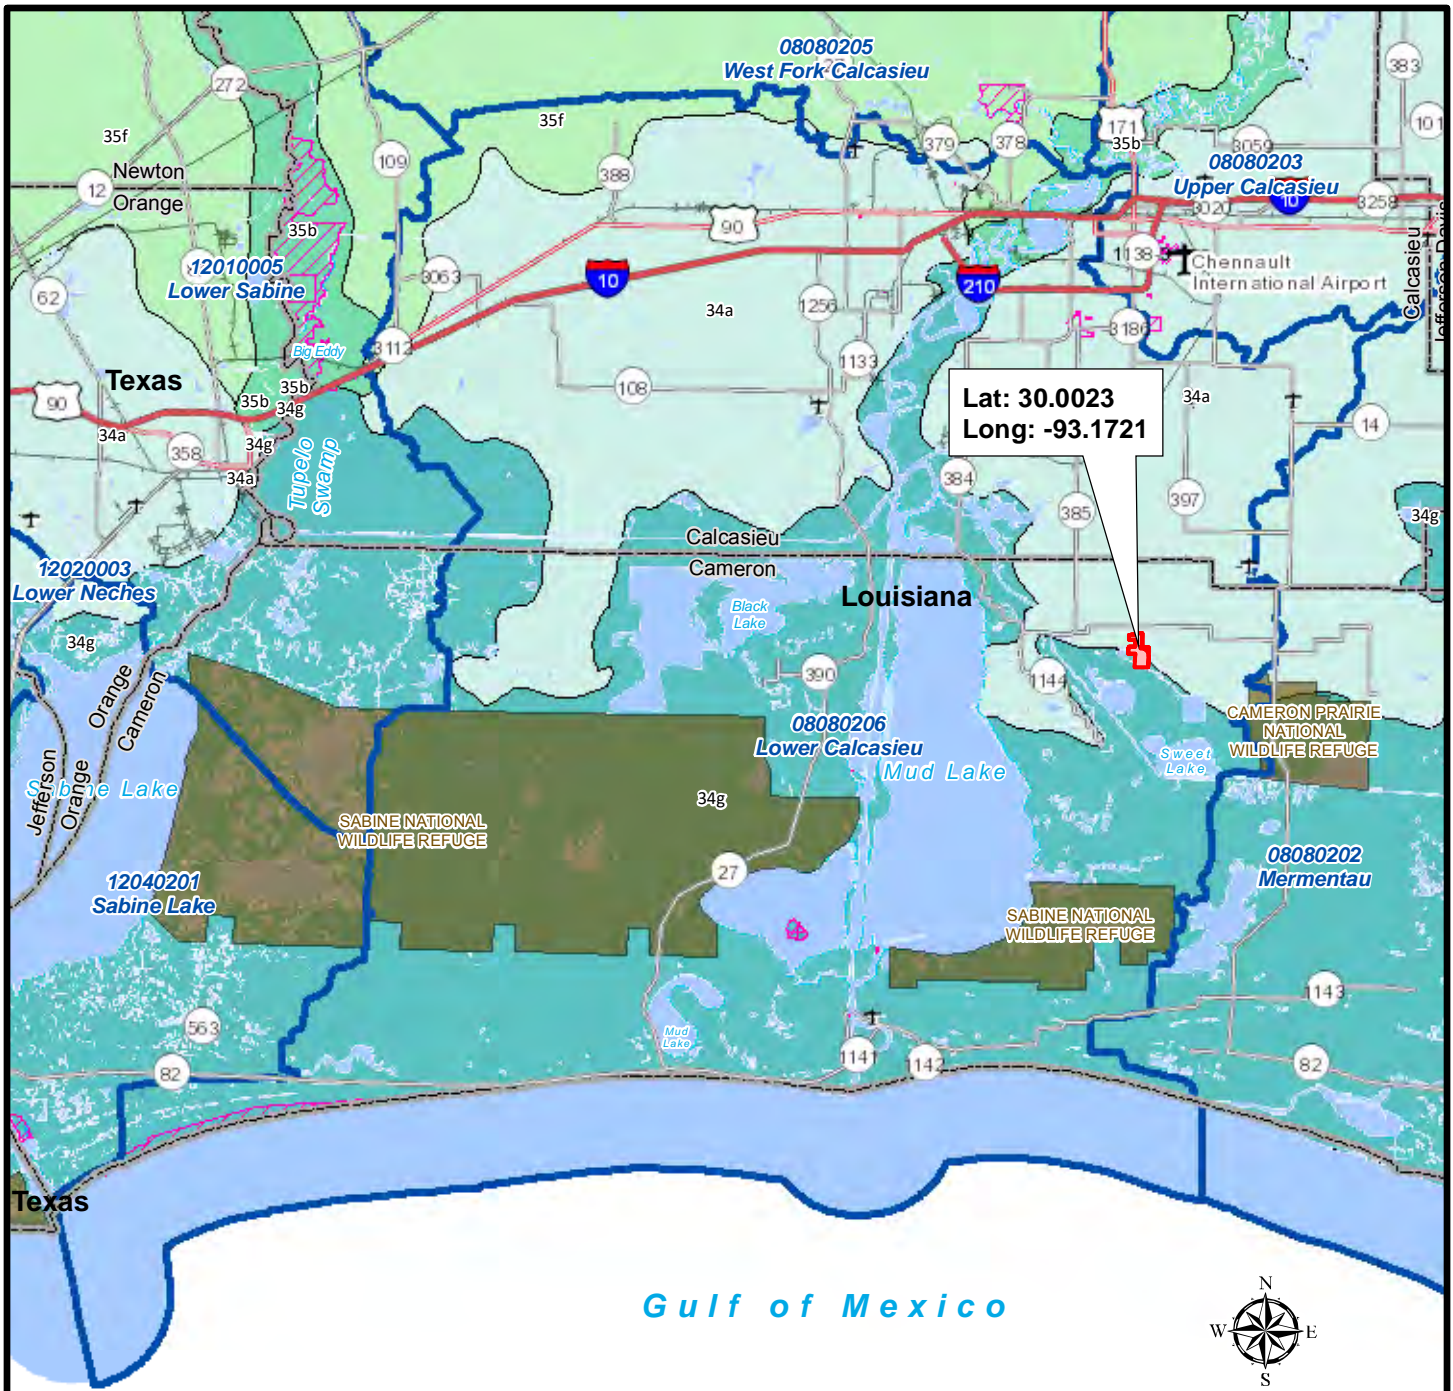 08080205
West Fork Calcasieu
27
383
272
171
101
35f
35f
379
378
35b
3059
109
388
08080203
Upper Calcasieu
Newton
12
Orange
10
3020
3258
35b
90
Calcasieu
Jefferson Davis
12010005
Lower Sabine
3063
10
1138
Chennault
International Airport
210
62
1256
34a
3186
Big Eddy
3112
1133
Texas
35b
108
34a
90
35b
34g
Lat: 30.0023
Long: -93.1721
34a
358
34g
14
34a
Tupelo
Swamp
384
385
397
34g
Calcasieu
Cameron
12020003
Lower Neches
Louisiana
Black
Lake
34g
390
1144
Orange
Cameron
08080206
Lower Calcasieu
CAMERON PRAIRIE
NATIONAL
WILDLIFE REFUGE
Sweet
Lake
Mud Lake
Jefferson
Orange
Sabine Lake
34g
SABINE NATIONAL
WILDLIFE REFUGE
27
08080202
Mermentau
12040201
Sabine Lake
SABINE NATIONAL
WILDLIFE REFUGE
1143
563
Mud
Lake
1141
1142
82
82
Texas
Gulf of Mexico
N
W
E
S